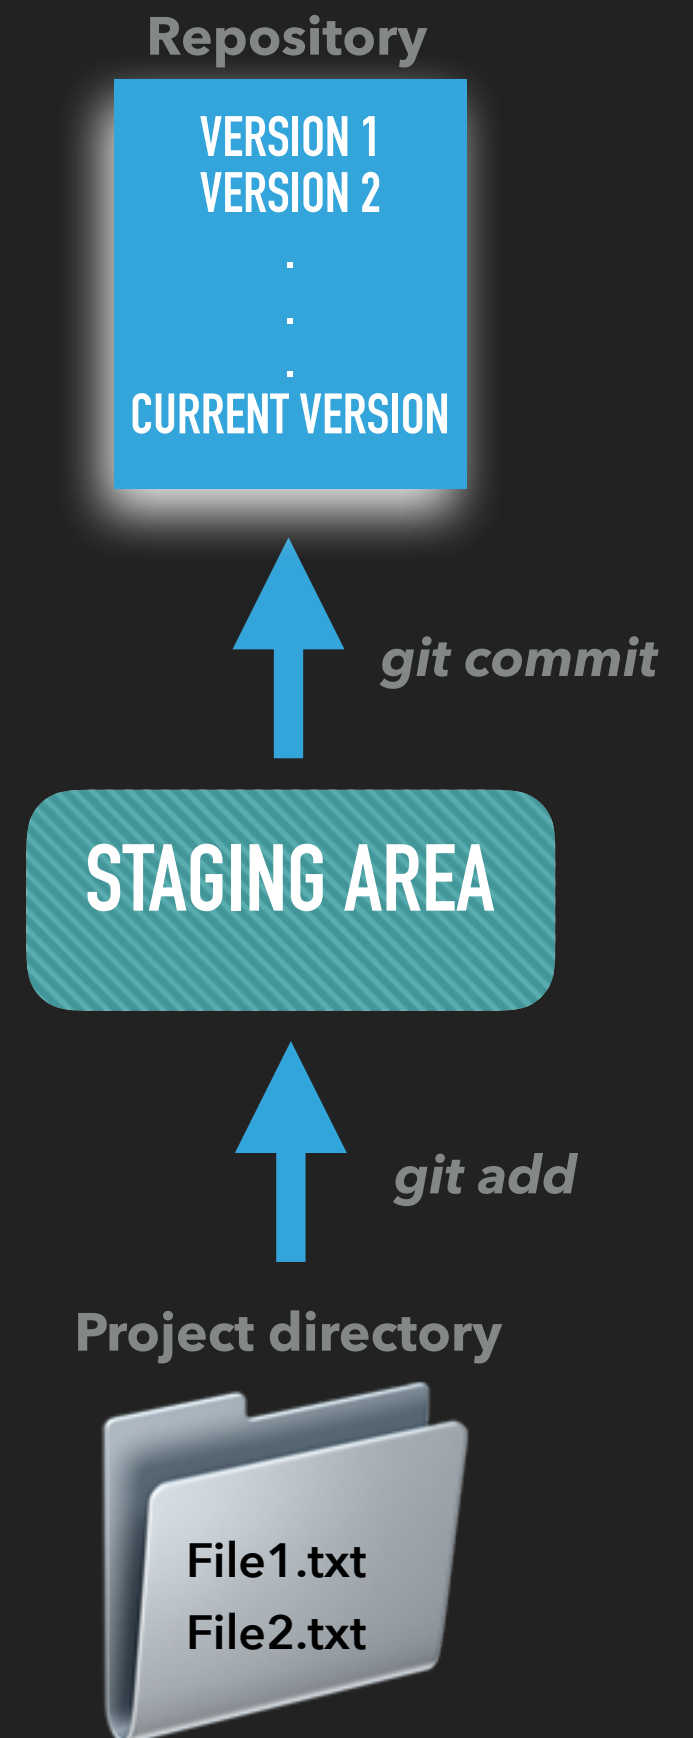 Repository
VERSION 1
VERSION 2
.
.
.
CURRENT VERSION
git commit
STAGING AREA
git add
Project directory
File1.txt
File2.txt